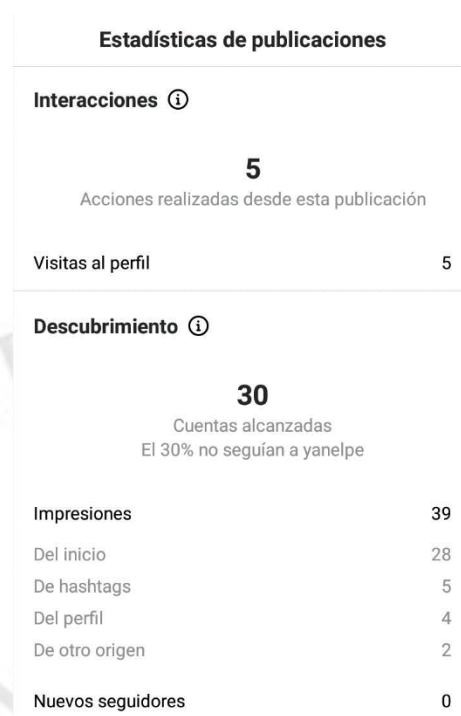 Estadísticas de publicaciones
Interacciones
5
Acciones realizadas desde esta publicación
Visitas al perfil 5
Descubrimiento
30
Cuentas alcanzadas
El 30% no seguían a yanelpe
Impresiones 39
Del inicio 28
De hashtags 5
Del perfil 4
De otro origen 2
Nuevos seguidores 0